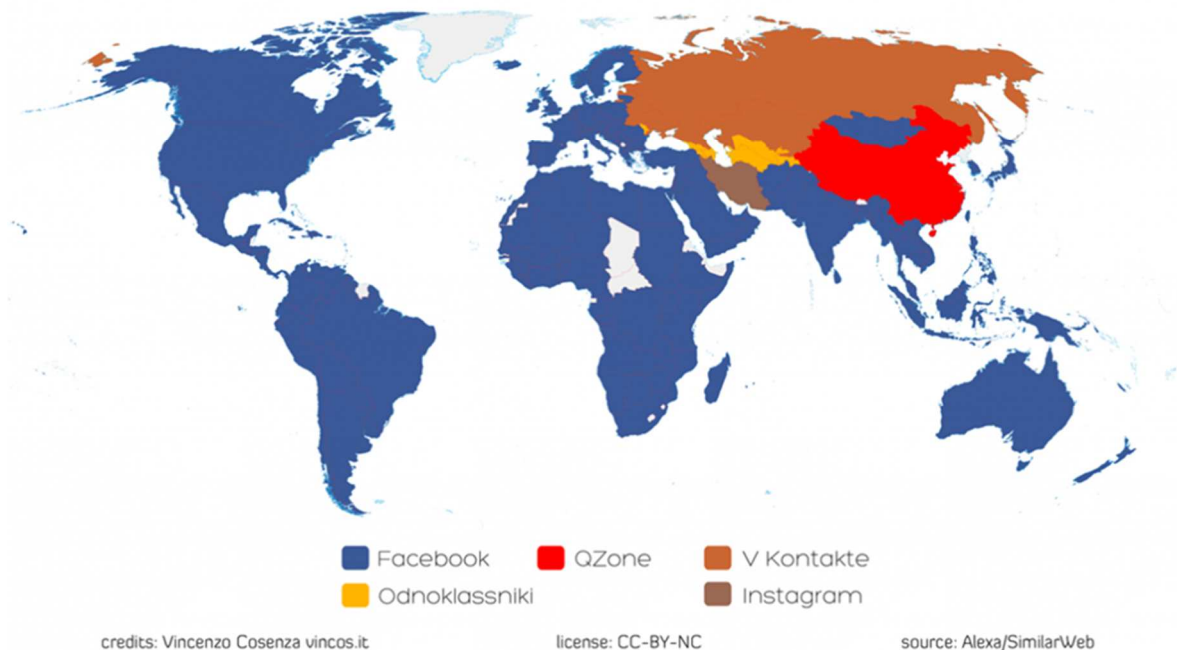 Facebook QZone V Kontakte
Odnoklassniki Instagram
credits: Vincenzo Cosenza vincos.it license: CC-BY-NC source: Alexa/SimilarWeb